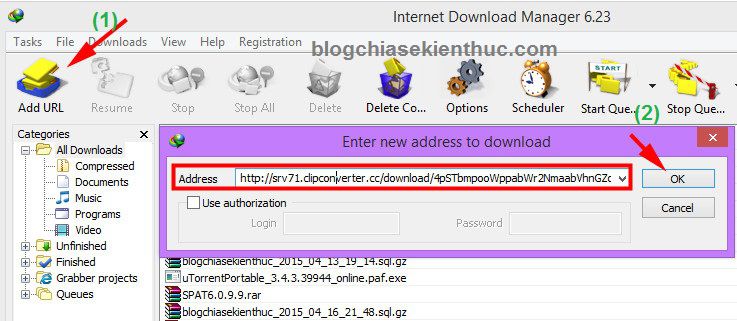 (1)
Internet Download Manager 6.23
Tasks File Downloads View Help Registration
blogchiasekienthuc.com
Add URL
Resume
Stop
Stop All
Delete
Delete Co...
Options
Scheduler
START
Start Que...
Stop Que...
(2)
Categories
All Downloads
Compressed
Documents
Music
Programs
Video
Unfinished
Finished
Grabber projects
Queues
Enter new address to download
Address http://srv71.clipconverter.cc/download/4pSTbmpooWppabWr2NmaabVhnGZc
OK
Use authorization
Cancel
Login
Password
blogchiasekienthuc_2015_04_13_19_14.sql.gz
uTorrentPortable_3.4.3.39944_online.paf.exe
SPAT6.0.9.9.rar
blogchiasekienthuc_2015_04_16_21_48.sql.gz